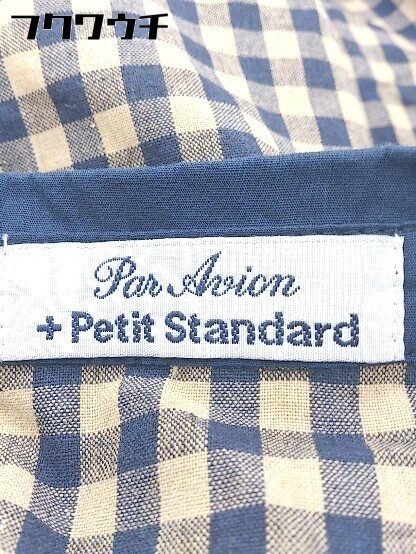 フクワウチ
Par Avion
+ Petit Standard